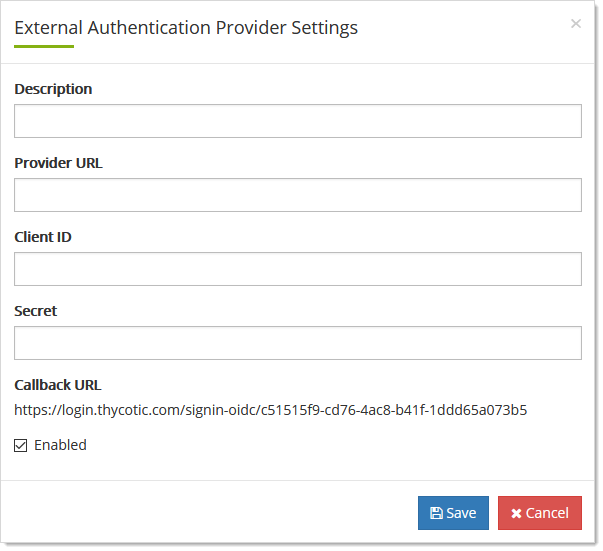 External Authentication Provider Settings
Description
Provider URL
Client ID
Secret
Callback URL
https://login.thycotic.com/signin-oidc/c51515f9-cd76-4ac8-b41f-1ddd65a073b5
Enabled
Save Cancel